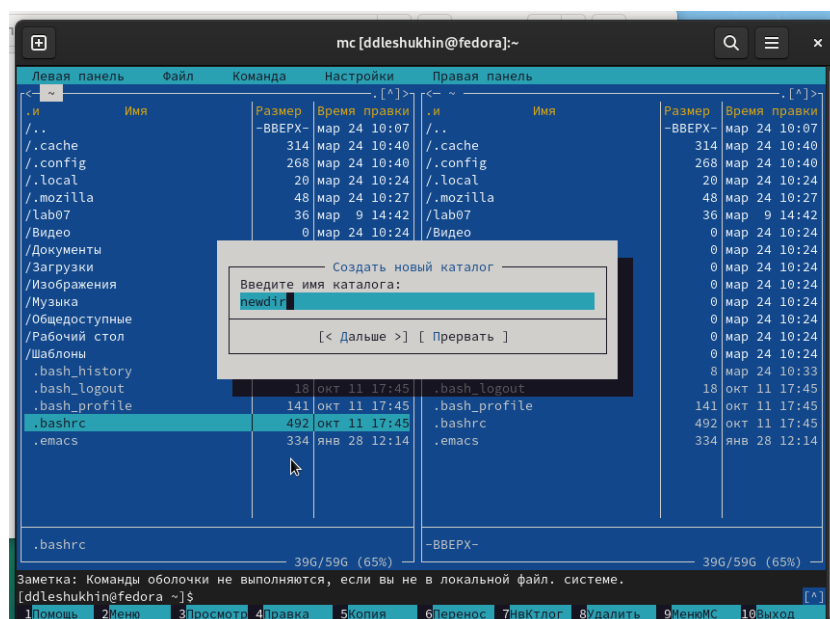 mc [ddleshukhin@fedora]:~
Левая панель Файл Команда Настройки Правая панель
<— ~ .[^]> <— ~ .[^]>
.и Имя Размер Время правки .и Имя Размер Время правки
/.. -ВВЕРХ- мар 24 10:07 /.. -ВВЕРХ- мар 24 10:07
/.cache 314 мар 24 10:40 /.cache 314 мар 24 10:40
/.config 268 мар 24 10:40 /.config 268 мар 24 10:40
/.local 20 мар 24 10:24 /.local 20 мар 24 10:24
/.mozilla 48 мар 24 10:27 /.mozilla 48 мар 24 10:27
/lab07 36 мар 9 14:42 /lab07 36 мар 9 14:42
/Видео 0 мар 24 10:24 /Видео 0 мар 24 10:24
/Документы 0 мар 24 10:24
/Загрузки Создать новый каталог 0 мар 24 10:24
/Изображения Введите имя каталога: 0 мар 24 10:24
/Музыка newdir 0 мар 24 10:24
/Общедоступные 0 мар 24 10:24
/Рабочий стол [< Дальше >] [ Прервать ] 0 мар 24 10:24
/Шаблоны 0 мар 24 10:24
.bash_history 8 мар 24 10:33
.bash_logout 18 окт 11 17:45 .bash_logout 18 окт 11 17:45
.bash_profile 141 окт 11 17:45 .bash_profile 141 окт 11 17:45
.bashrc 492 окт 11 17:45 .bashrc 492 окт 11 17:45
.emacs 334 янв 28 12:14 .emacs 334 янв 28 12:14
.bashrc -ВВЕРХ-
39G/59G (65%) 39G/59G (65%)
Заметка: Команды оболочки не выполняются, если вы не в локальной файл. системе.
[ddleshukhin@fedora ~]$ [^]
1Помощь 2Меню 3Просмотр 4Правка 5Копия 6Перенос 7НвКтлог 8Удалить 9МенюMC 10Выход